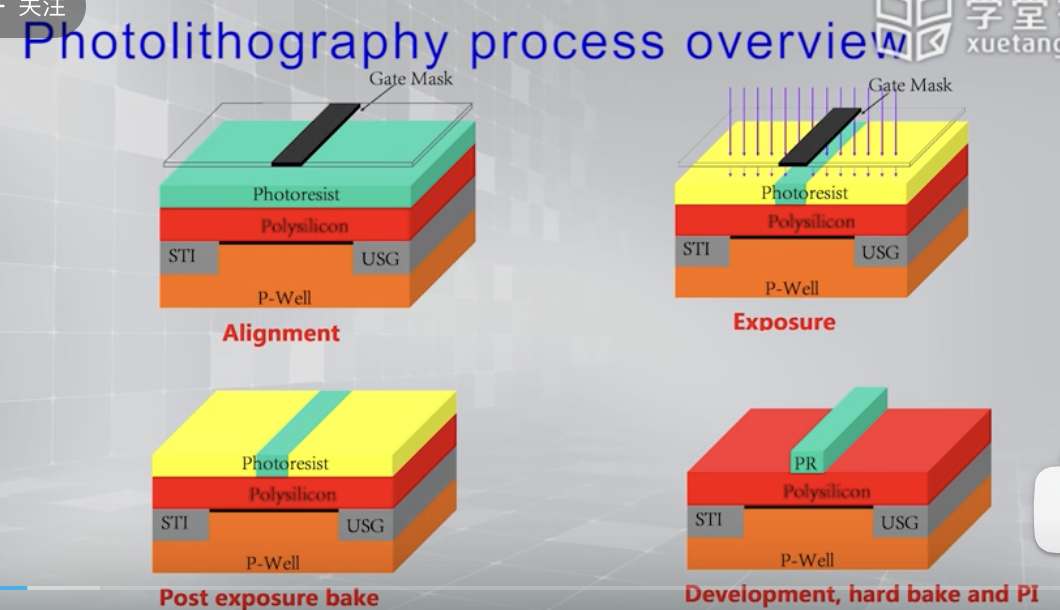 关注
Photolithography process overview
学堂
xuetang
Gate Mask
Photoresist
Polysilicon
STI
USG
P-Well
Alignment
Gate Mask
Photoresist
Polysilicon
STI
USG
P-Well
Exposure
Photoresist
Polysilicon
STI
USG
P-Well
Post exposure bake
PR
Polysilicon
STI
USG
P-Well
Development, hard bake and PI